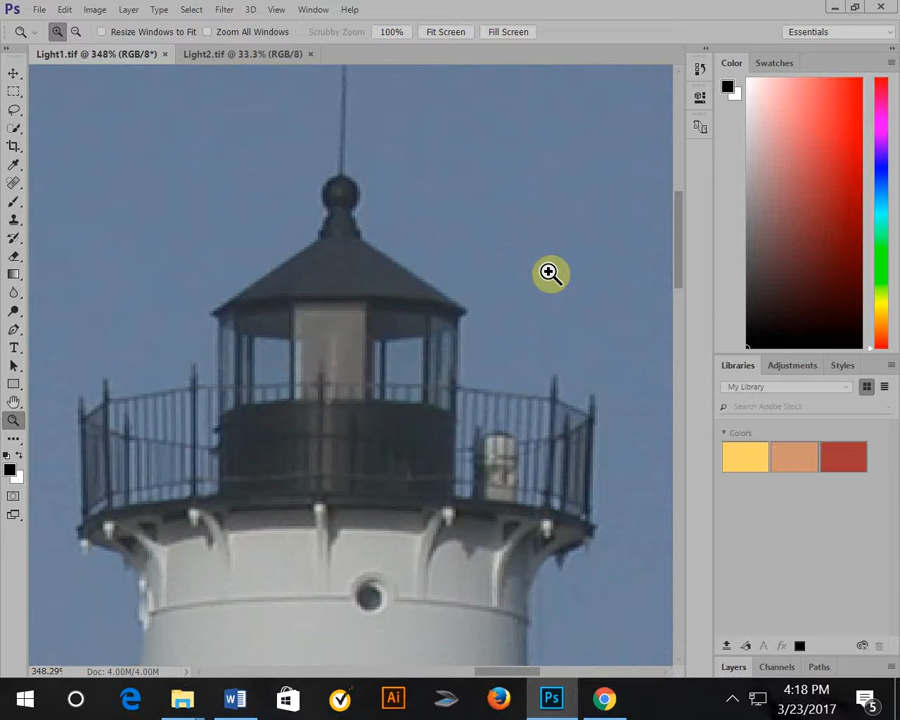 Ps File Edit Image Layer Type Select Filter 3D View Window Help
Resize Windows to Fit Zoom All Windows Scrubby Zoom 100% Fit Screen Fill Screen Essentials
Light1.tif @ 348% (RGB/8*) × Light2.tif @ 33.3% (RGB/8) ×
Color Swatches
Libraries Adjustments Styles
My Library
Search Adobe Stock
Colors
348.29% Doc: 4.00M/4.00M
Layers Channels Paths
Ai Ps
4:18 PM
3/23/2017
5